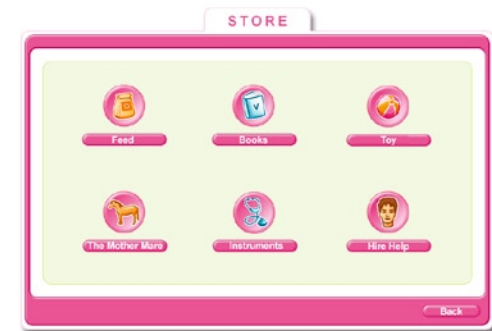 STORE
V
Feed
Books
Toy
The Mother Mare
Instruments
Hire Help
Back